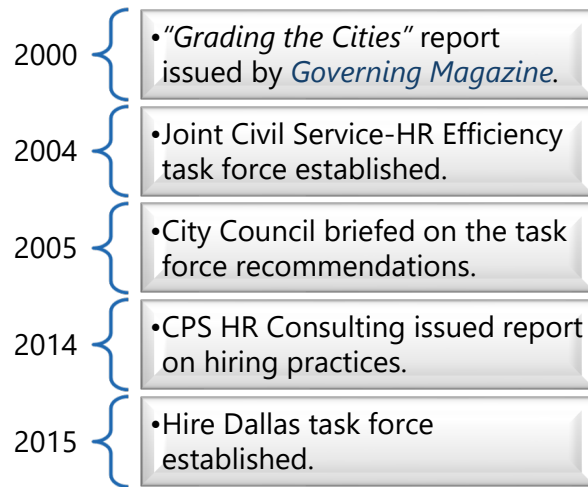 2000
•“Grading the Cities” report
issued by Governing Magazine.
2004
•Joint Civil Service-HR Efficiency
task force established.
2005
•City Council briefed on the task
force recommendations.
2014
•CPS HR Consulting issued report
on hiring practices.
2015
•Hire Dallas task force
established.